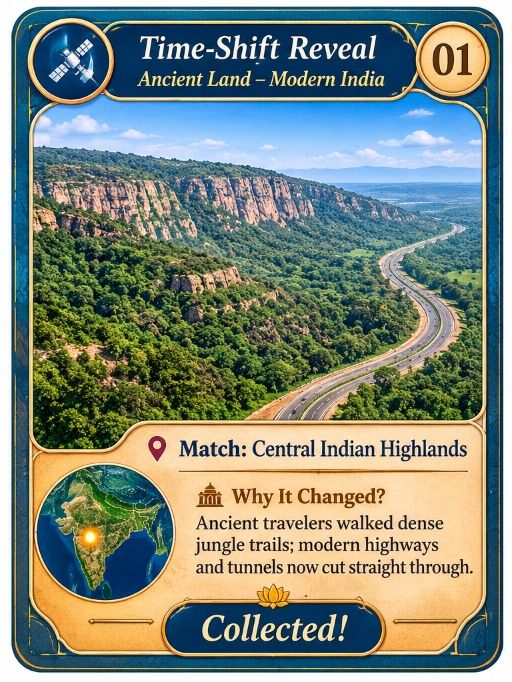 Time-Shift Reveal
Ancient Land – Modern India
01
Match: Central Indian Highlands
Why It Changed?
Ancient travelers walked dense
jungle trails; modern highways
and tunnels now cut straight through.
Collected!